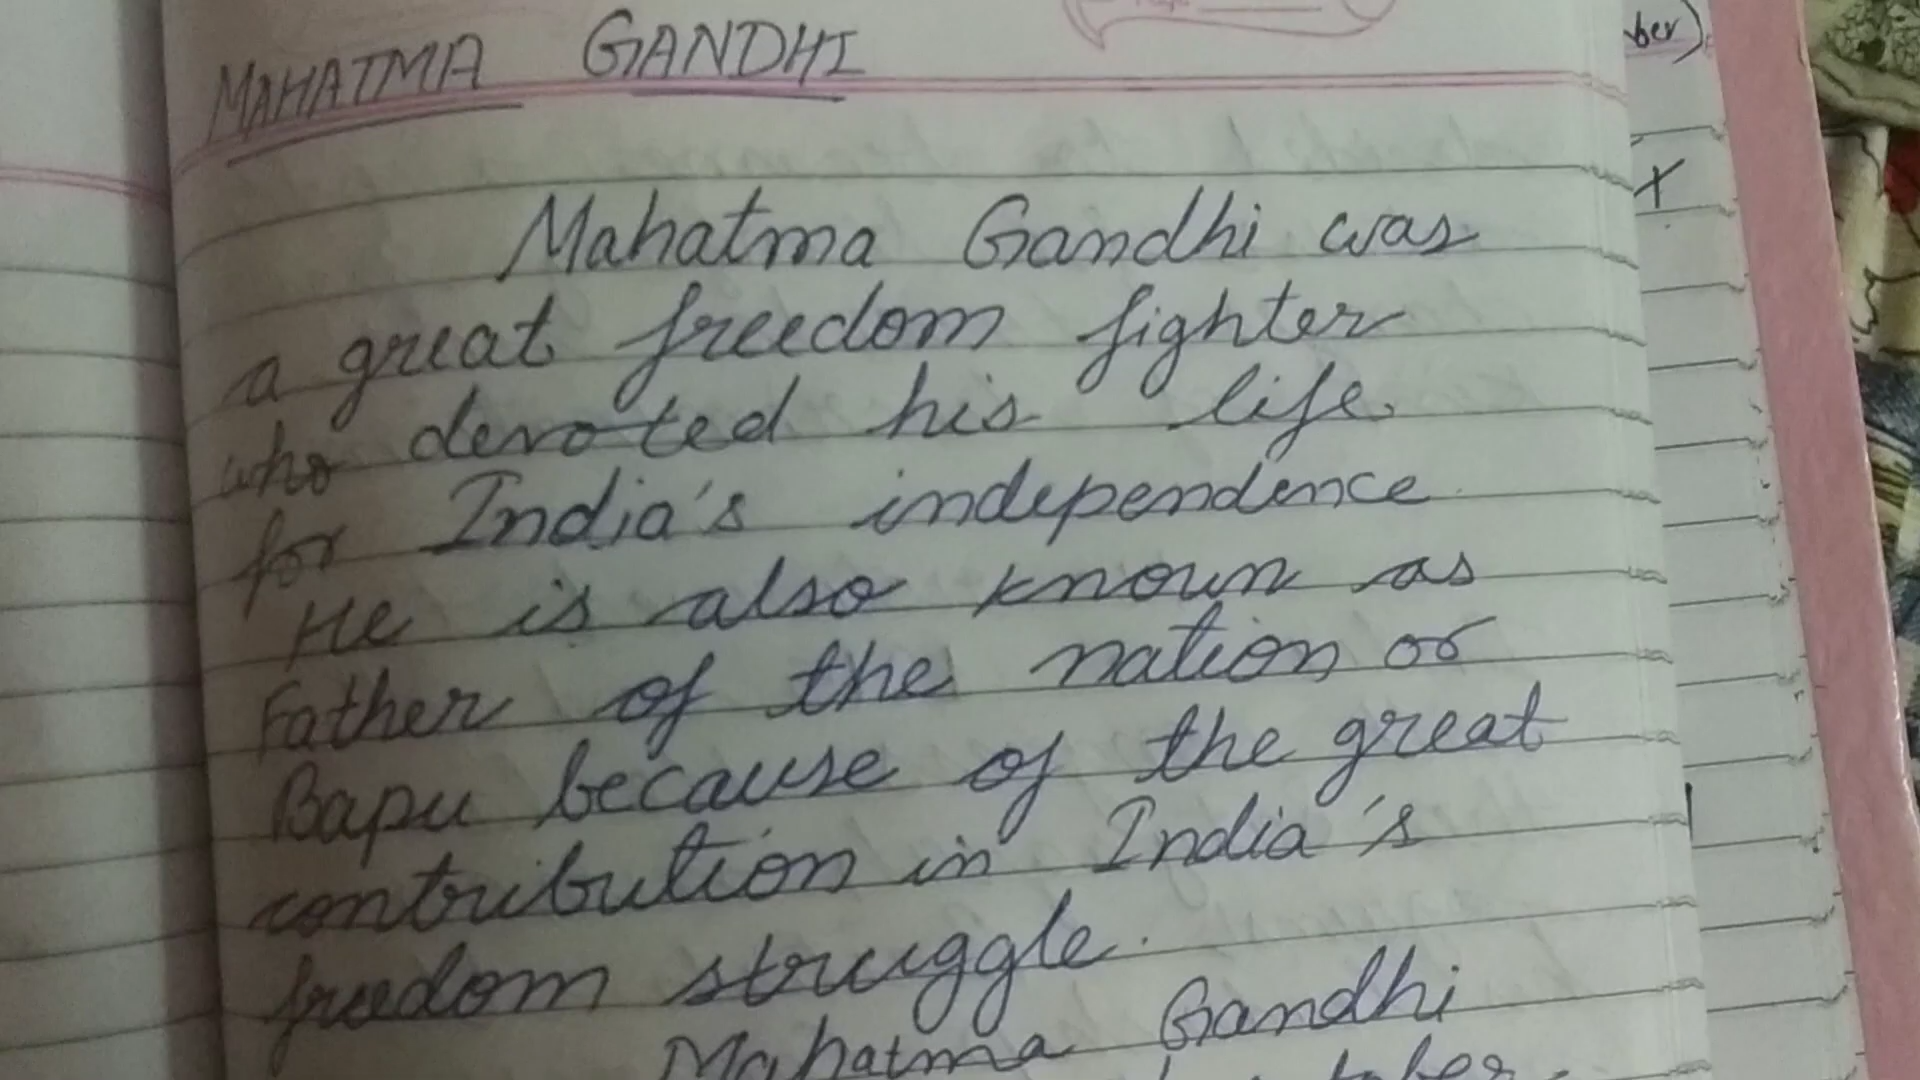 MAHATMA GANDHI
Mahatma Gandhi was
a great freedom fighter
who devoted his life
for India's independence
He is also known as
Father of the nation or
Bapu because of the great
contribution in India's
freedom struggle.
Mahatma Gandhi
ber)